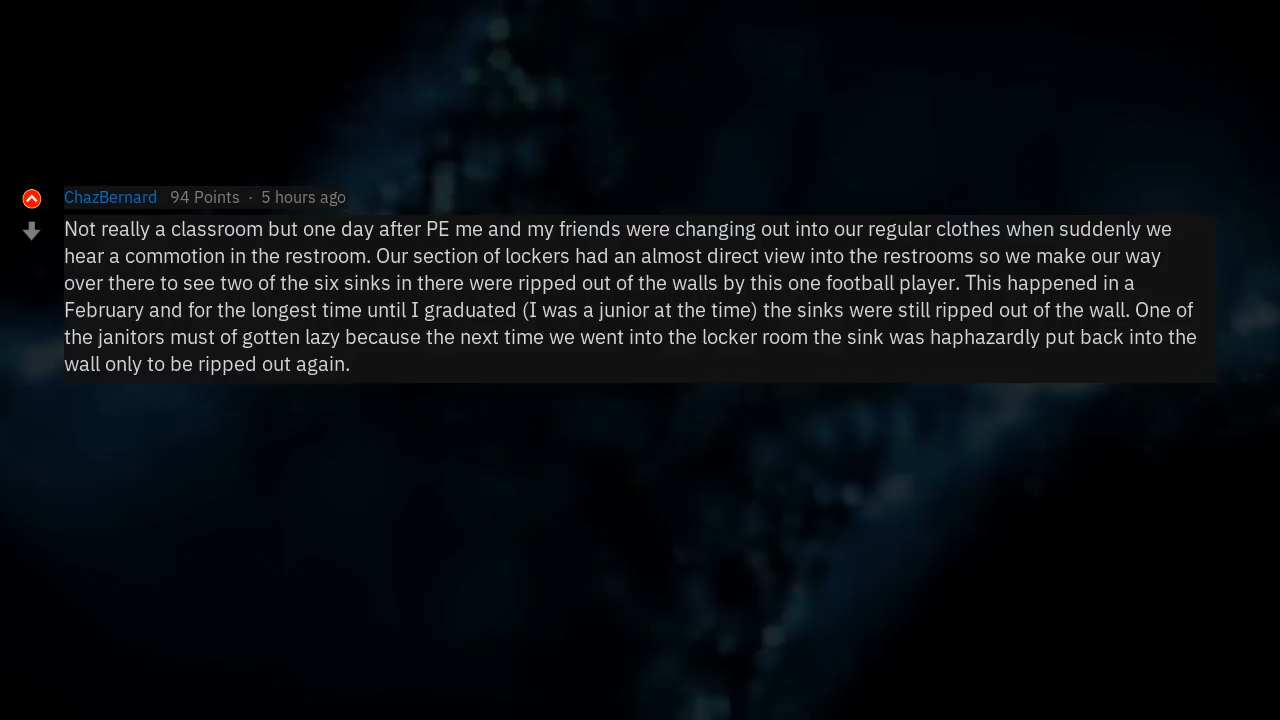 ChazBernard 94 Points · 5 hours ago
Not really a classroom but one day after PE me and my friends were changing out into our regular clothes when suddenly we
hear a commotion in the restroom. Our section of lockers had an almost direct view into the restrooms so we make our way
over there to see two of the six sinks in there were ripped out of the walls by this one football player. This happened in a
February and for the longest time until I graduated (I was a junior at the time) the sinks were still ripped out of the wall. One of
the janitors must of gotten lazy because the next time we went into the locker room the sink was haphazardly put back into the
wall only to be ripped out again.